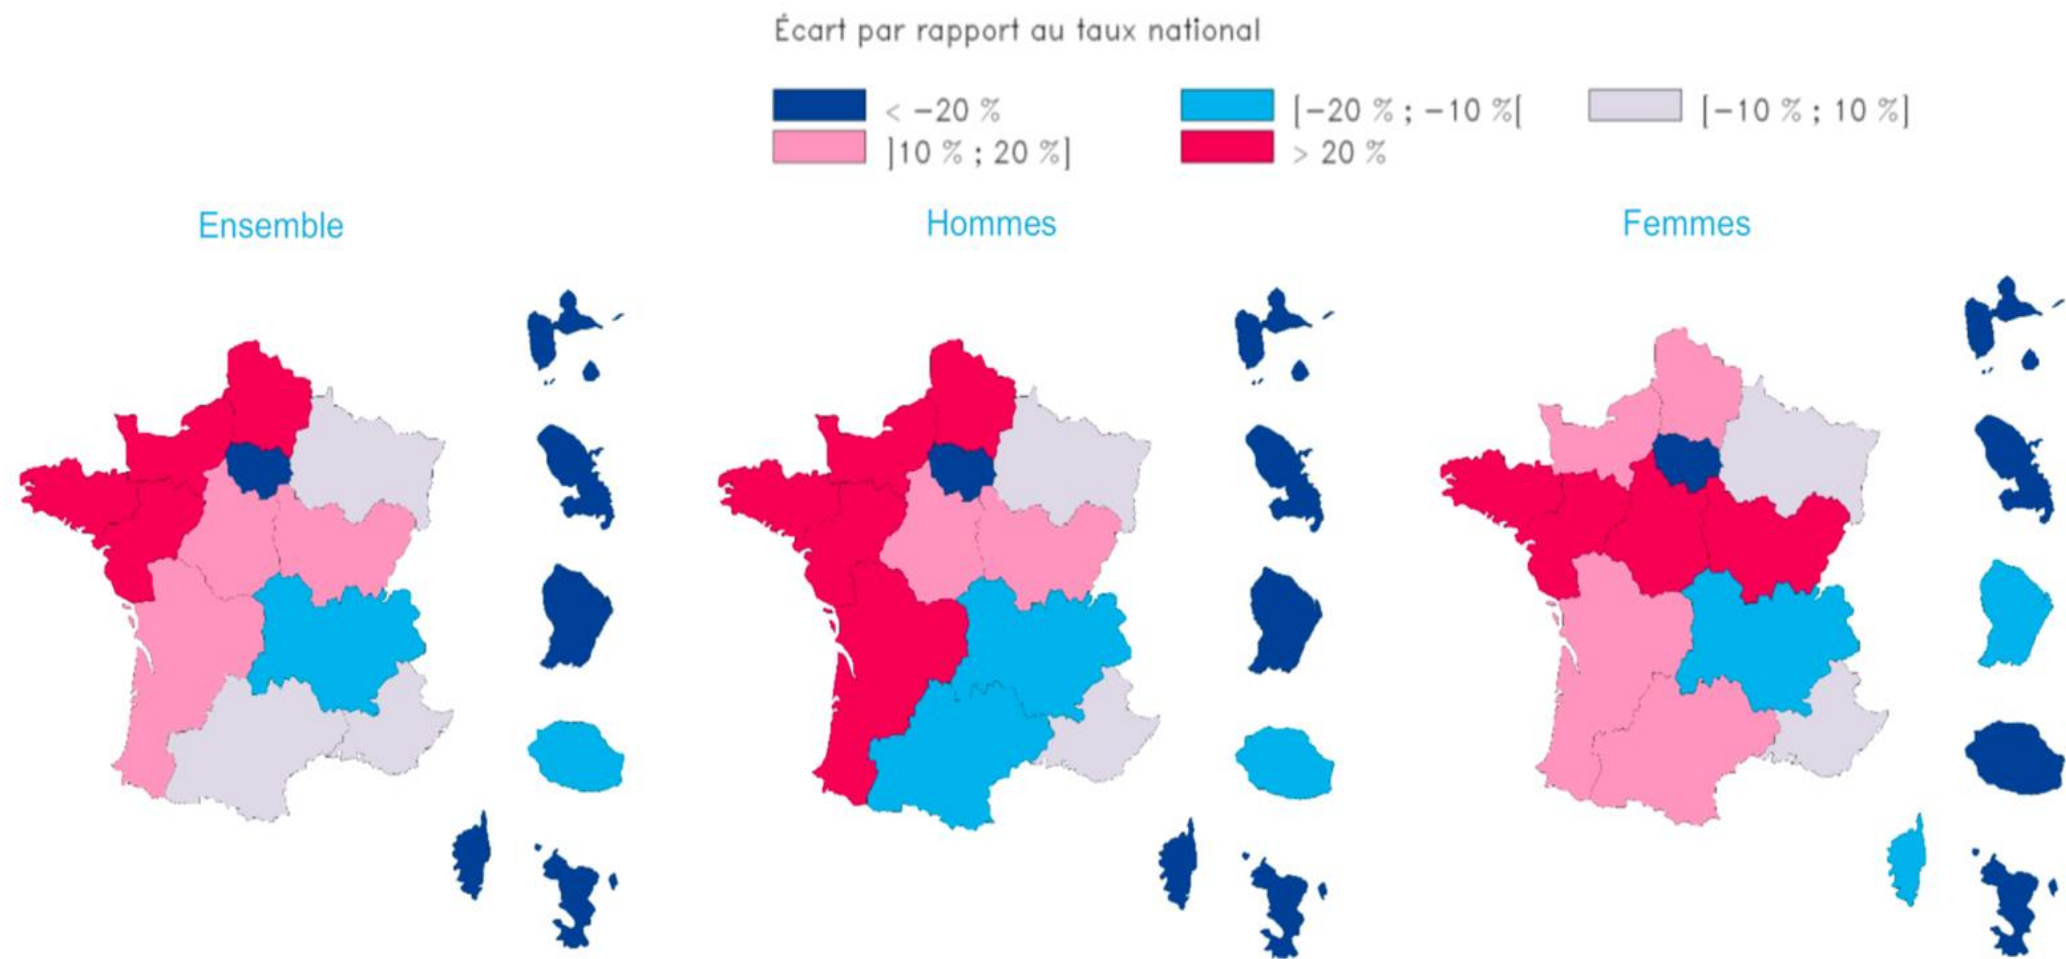 Écart par rapport au taux national
< −20 % [−20 % ; −10 %[ [−10 % ; 10 %]
]10 % ; 20 %] > 20 %
Ensemble Hommes Femmes